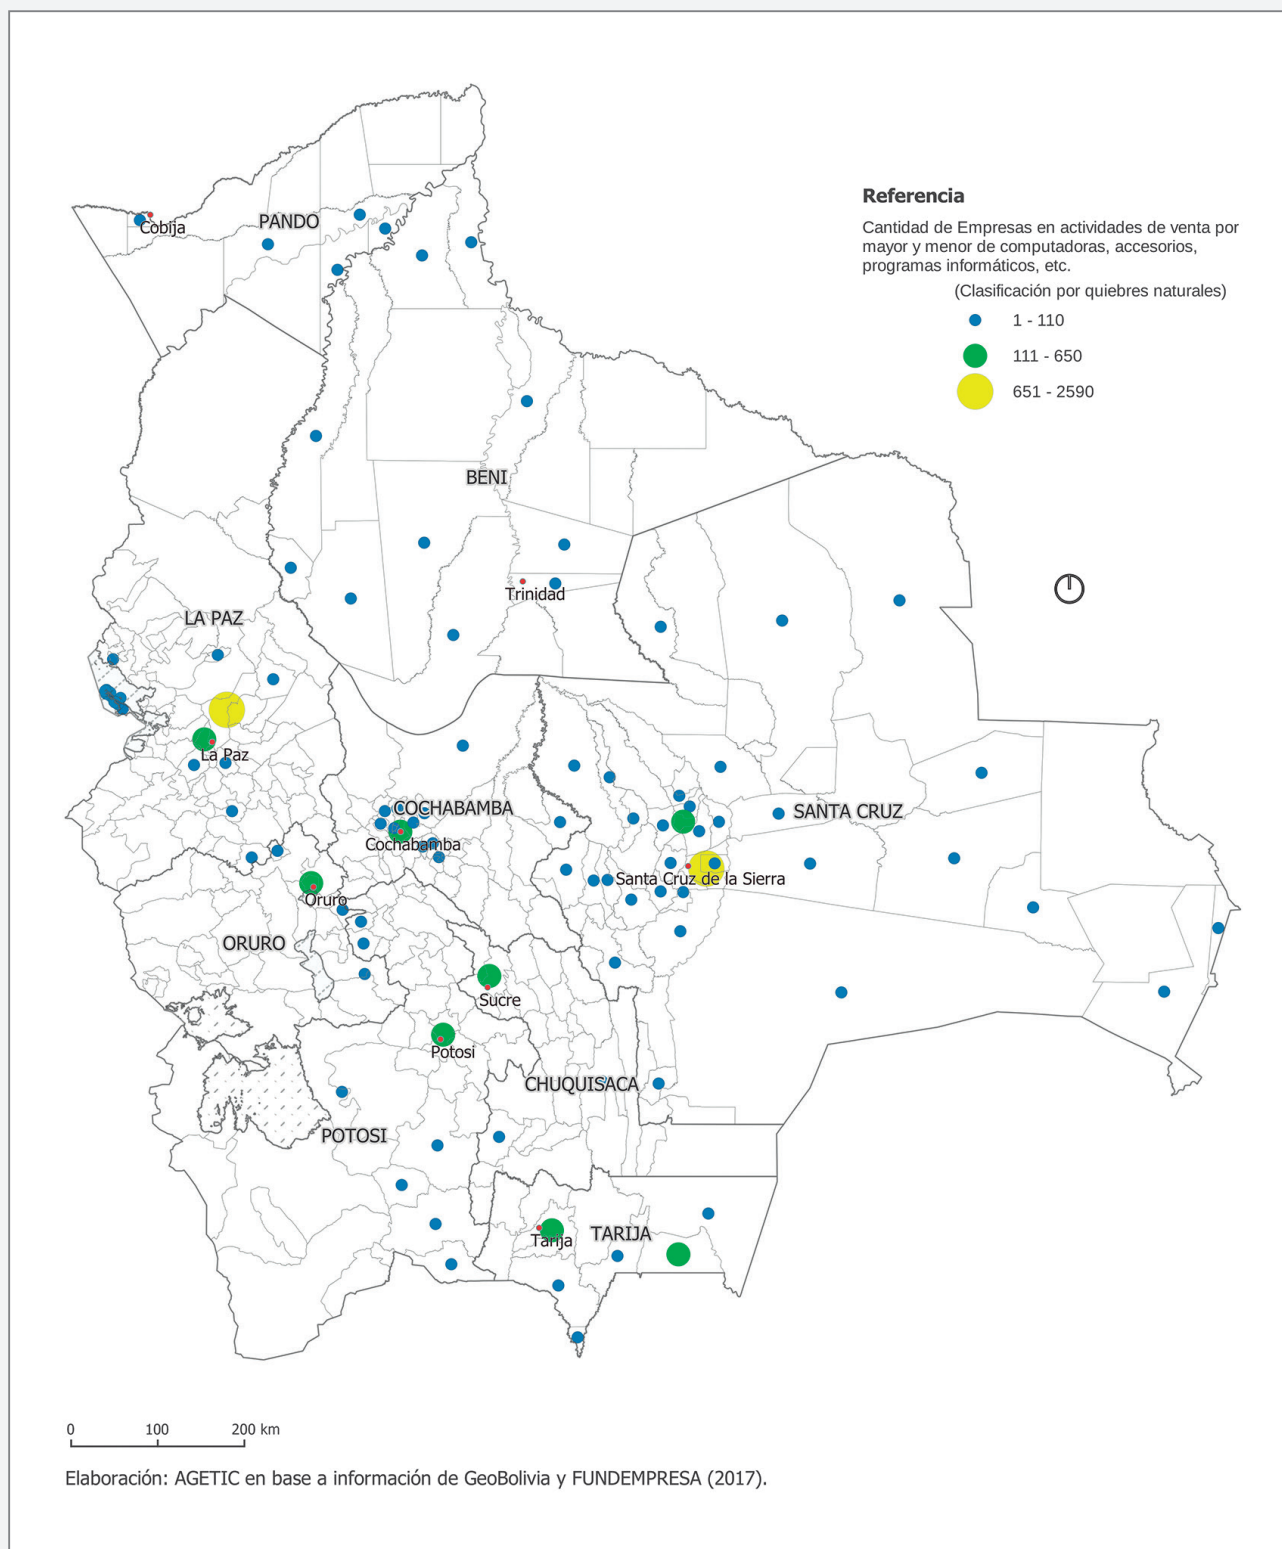 Referencia
Cantidad de Empresas en actividades de venta por
mayor y menor de computadoras, accesorios,
programas informáticos, etc.
(Clasificación por quiebres naturales)
1 - 110
111 - 650
651 - 2590
Cobija
PANDO
BENI
Trinidad
LA PAZ
La Paz
COCHABAMBA
Cochabamba
SANTA CRUZ
Santa Cruz de la Sierra
Oruro
ORURO
Sucre
Potosi
CHUQUISACA
POTOSI
Tarija
TARIJA
0 100 200 km
Elaboración: AGETIC en base a información de GeoBolivia y FUNDEMPRESA (2017).